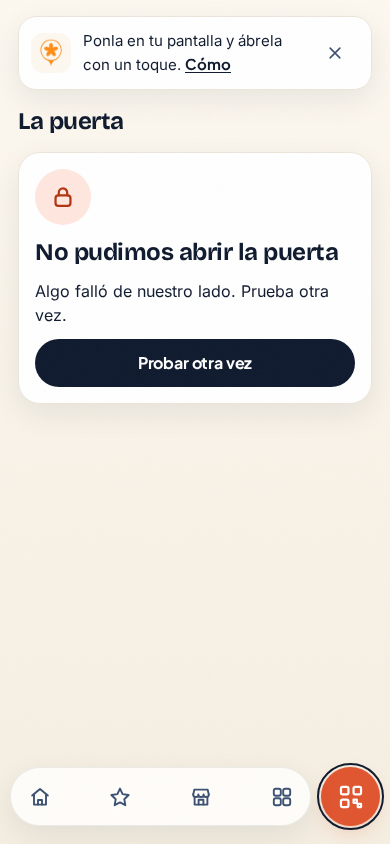 Ponla en tu pantalla y ábrela
con un toque. Cómo
La puerta
No pudimos abrir la puerta
Algo falló de nuestro lado. Prueba otra
vez.
Probar otra vez